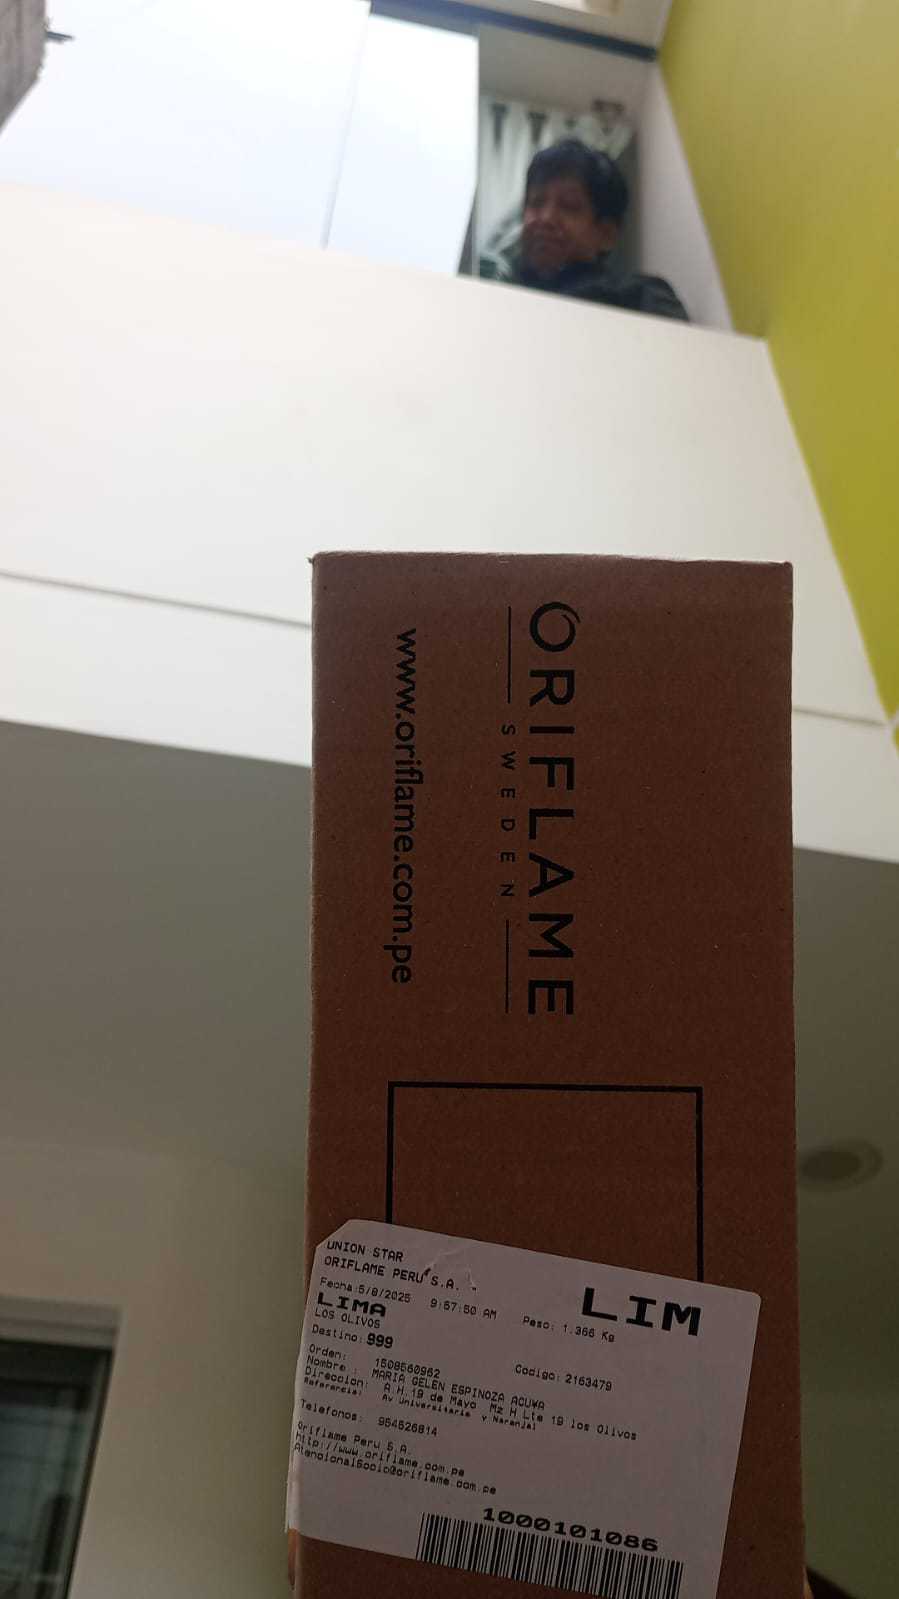 ORIFLAME
SWEDEN
www.oriflame.com.pe
UNION STAR
ORIFLAME PERU S.A.
LIM
Fecha:5/8/2025 9:57:50 AM Peso: 1.366 Kg
LIMA
LOS OLIVOS
Destino: 999
Orden: 1508560962 Codigo: 2163479
Nombre : MARIA GELEN ESPINOZA ACU¥A
Direccion: A.H.19 de Mayo Mz H Lte 19 los Olivos
Referencia: Av Universitaria y Naranjal
Telefonos: 954526814
Oriflame Peru S.A.
http://www.oriflame.com.pe
AtencionalSocio@oriflame.com.pe
1000101086